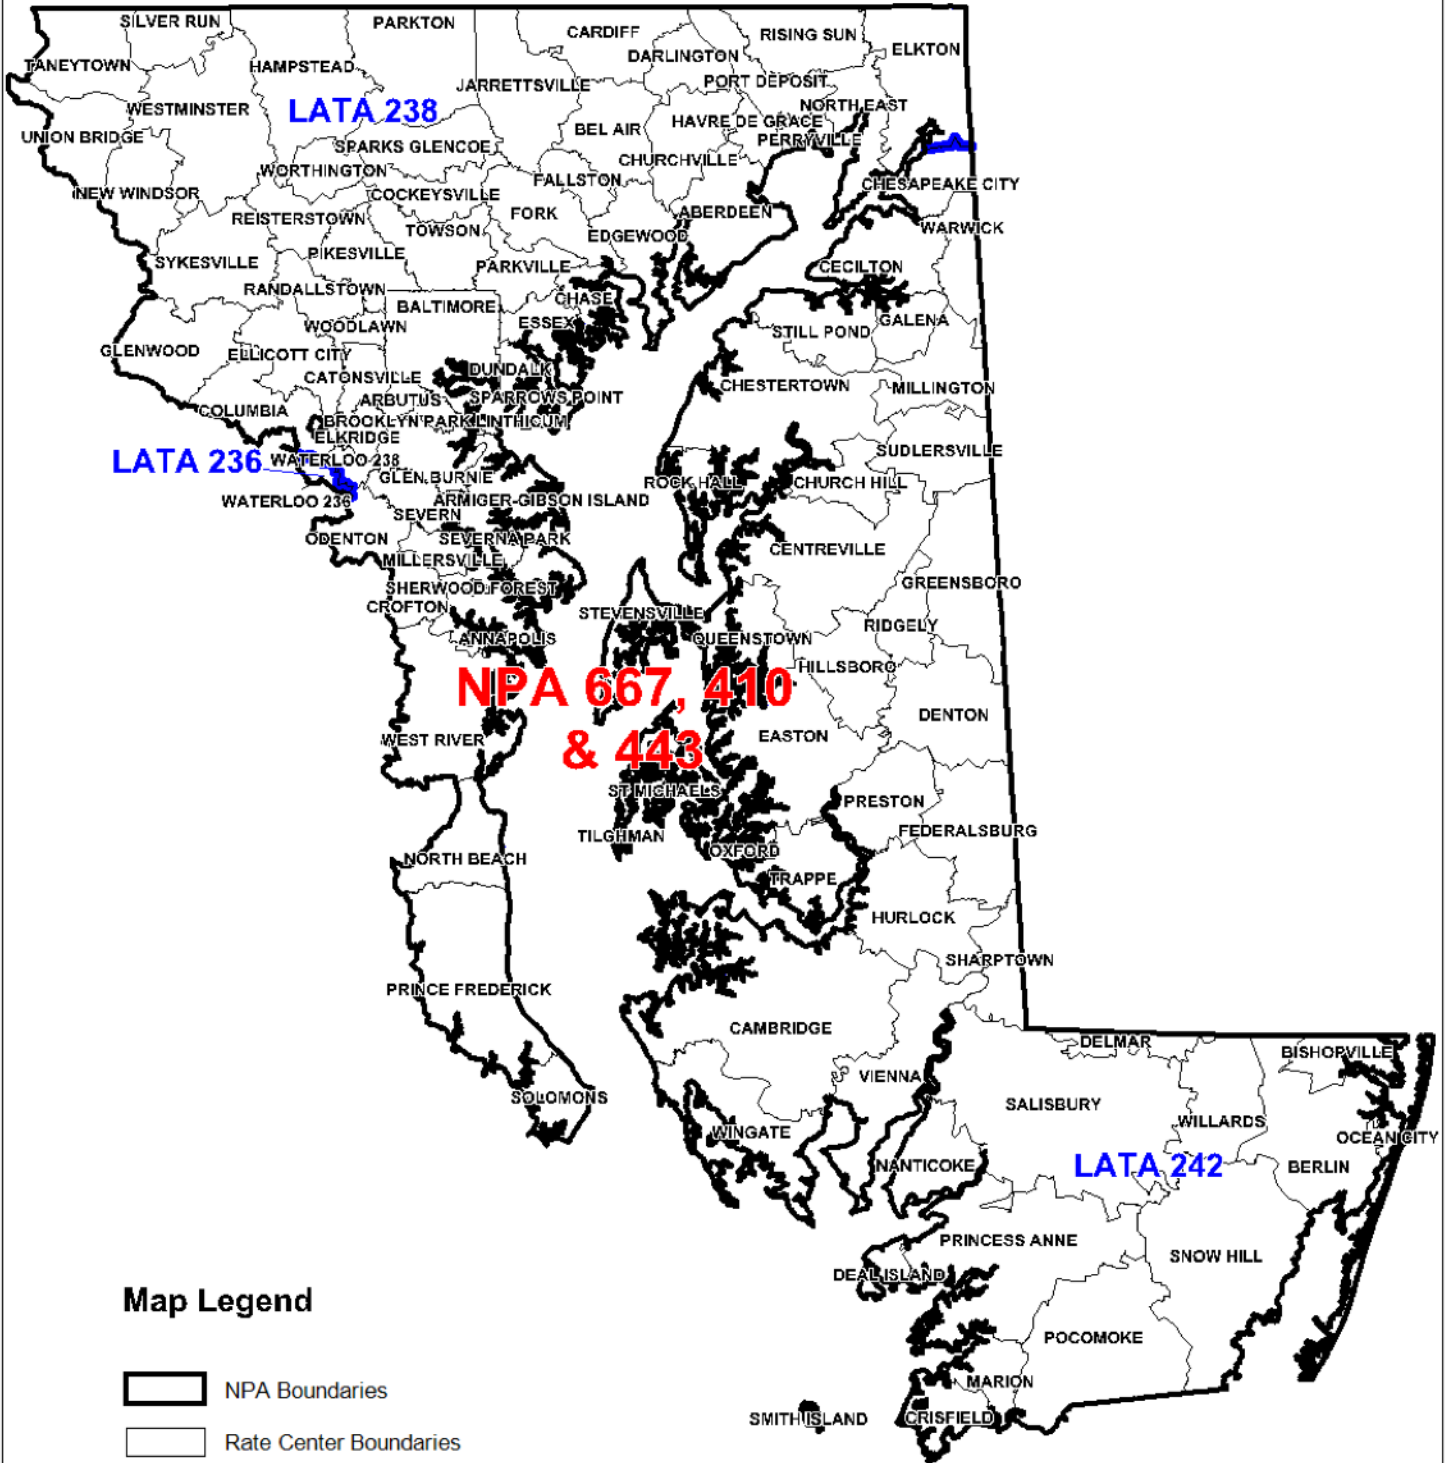 SILVER RUN
PARKTON
CARDIFF
RISING SUN
ELKTON
TANEYTOWN
HAMPSTEAD
DARLINGTON
JARRETTSVILLE
PORT DEPOSIT
WESTMINSTER
LATA 238
NORTH EAST
UNION BRIDGE
BEL AIR
HAVRE DE GRACE
PERRYVILLE
SPARKS GLENCOE
CHURCHVILLE
WORTHINGTON
FALLSTON
CHESAPEAKE CITY
NEW WINDSOR
COCKEYSVILLE
REISTERSTOWN
FORK
ABERDEEN
TOWSON
EDGEWOOD
WARWICK
SYKESVILLE
PIKESVILLE
PARKVILLE
CECILTON
RANDALLSTOWN
BALTIMORE
CHASE
WOODLAWN
ESSEX
STILL POND
GALENA
GLENWOOD
ELLICOTT CITY
CATONSVILLE
DUNDALK
CHESTERTOWN
MILLINGTON
ARBUTUS
SPARROWS POINT
COLUMBIA
BROOKLYN PARK
LINTHICUM
ELKRIDGE
SUDLERSVILLE
LATA 236
WATERLOO 238
GLEN BURNIE
ROCK HALL
CHURCH HILL
WATERLOO 236
ARMIGER-GIBSON ISLAND
SEVERN
ODENTON
SEVERNA PARK
CENTREVILLE
MILLERSVILLE
GREENSBORO
SHERWOOD FOREST
CROFTON
STEVENSVILLE
RIDGELY
ANNAPOLIS
QUEENSTOWN
HILLSBORO
NPA 667, 410
& 443
DENTON
WEST RIVER
EASTON
ST MICHAELS
PRESTON
TILGHMAN
FEDERALSBURG
OXFORD
NORTH BEACH
TRAPPE
HURLOCK
SHARPTOWN
PRINCE FREDERICK
CAMBRIDGE
DELMAR
BISHOPVILLE
VIENNA
SOLOMONS
SALISBURY
WILLARDS
WINGATE
OCEAN CITY
NANTICOKE
LATA 242
BERLIN
PRINCESS ANNE
SNOW HILL
DEAL ISLAND
POCOMOKE
MARION
SMITH ISLAND
CRISFIELD
Map Legend
NPA Boundaries
Rate Center Boundaries